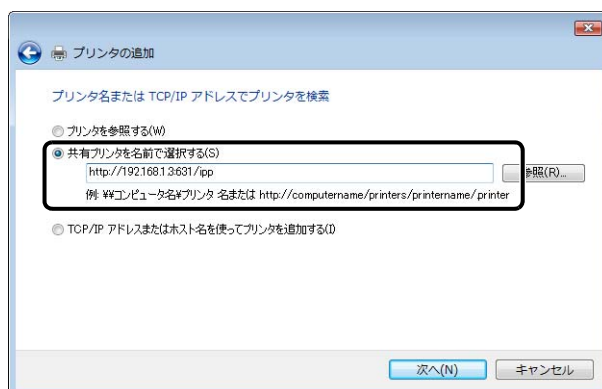 プリンタの追加
プリンタ名または TCP/IP アドレスでプリンタを検索
プリンタを参照する(W)
共有プリンタを名前で選択する(S)
http://192.168.1.3:631/ipp
参照(R)...
例: ¥¥コンピュータ名¥プリンタ 名または http://computername/printers/printername/printer
TCP/IP アドレスまたはホスト名を使ってプリンタを追加する(I)
次へ(N)
キャンセル